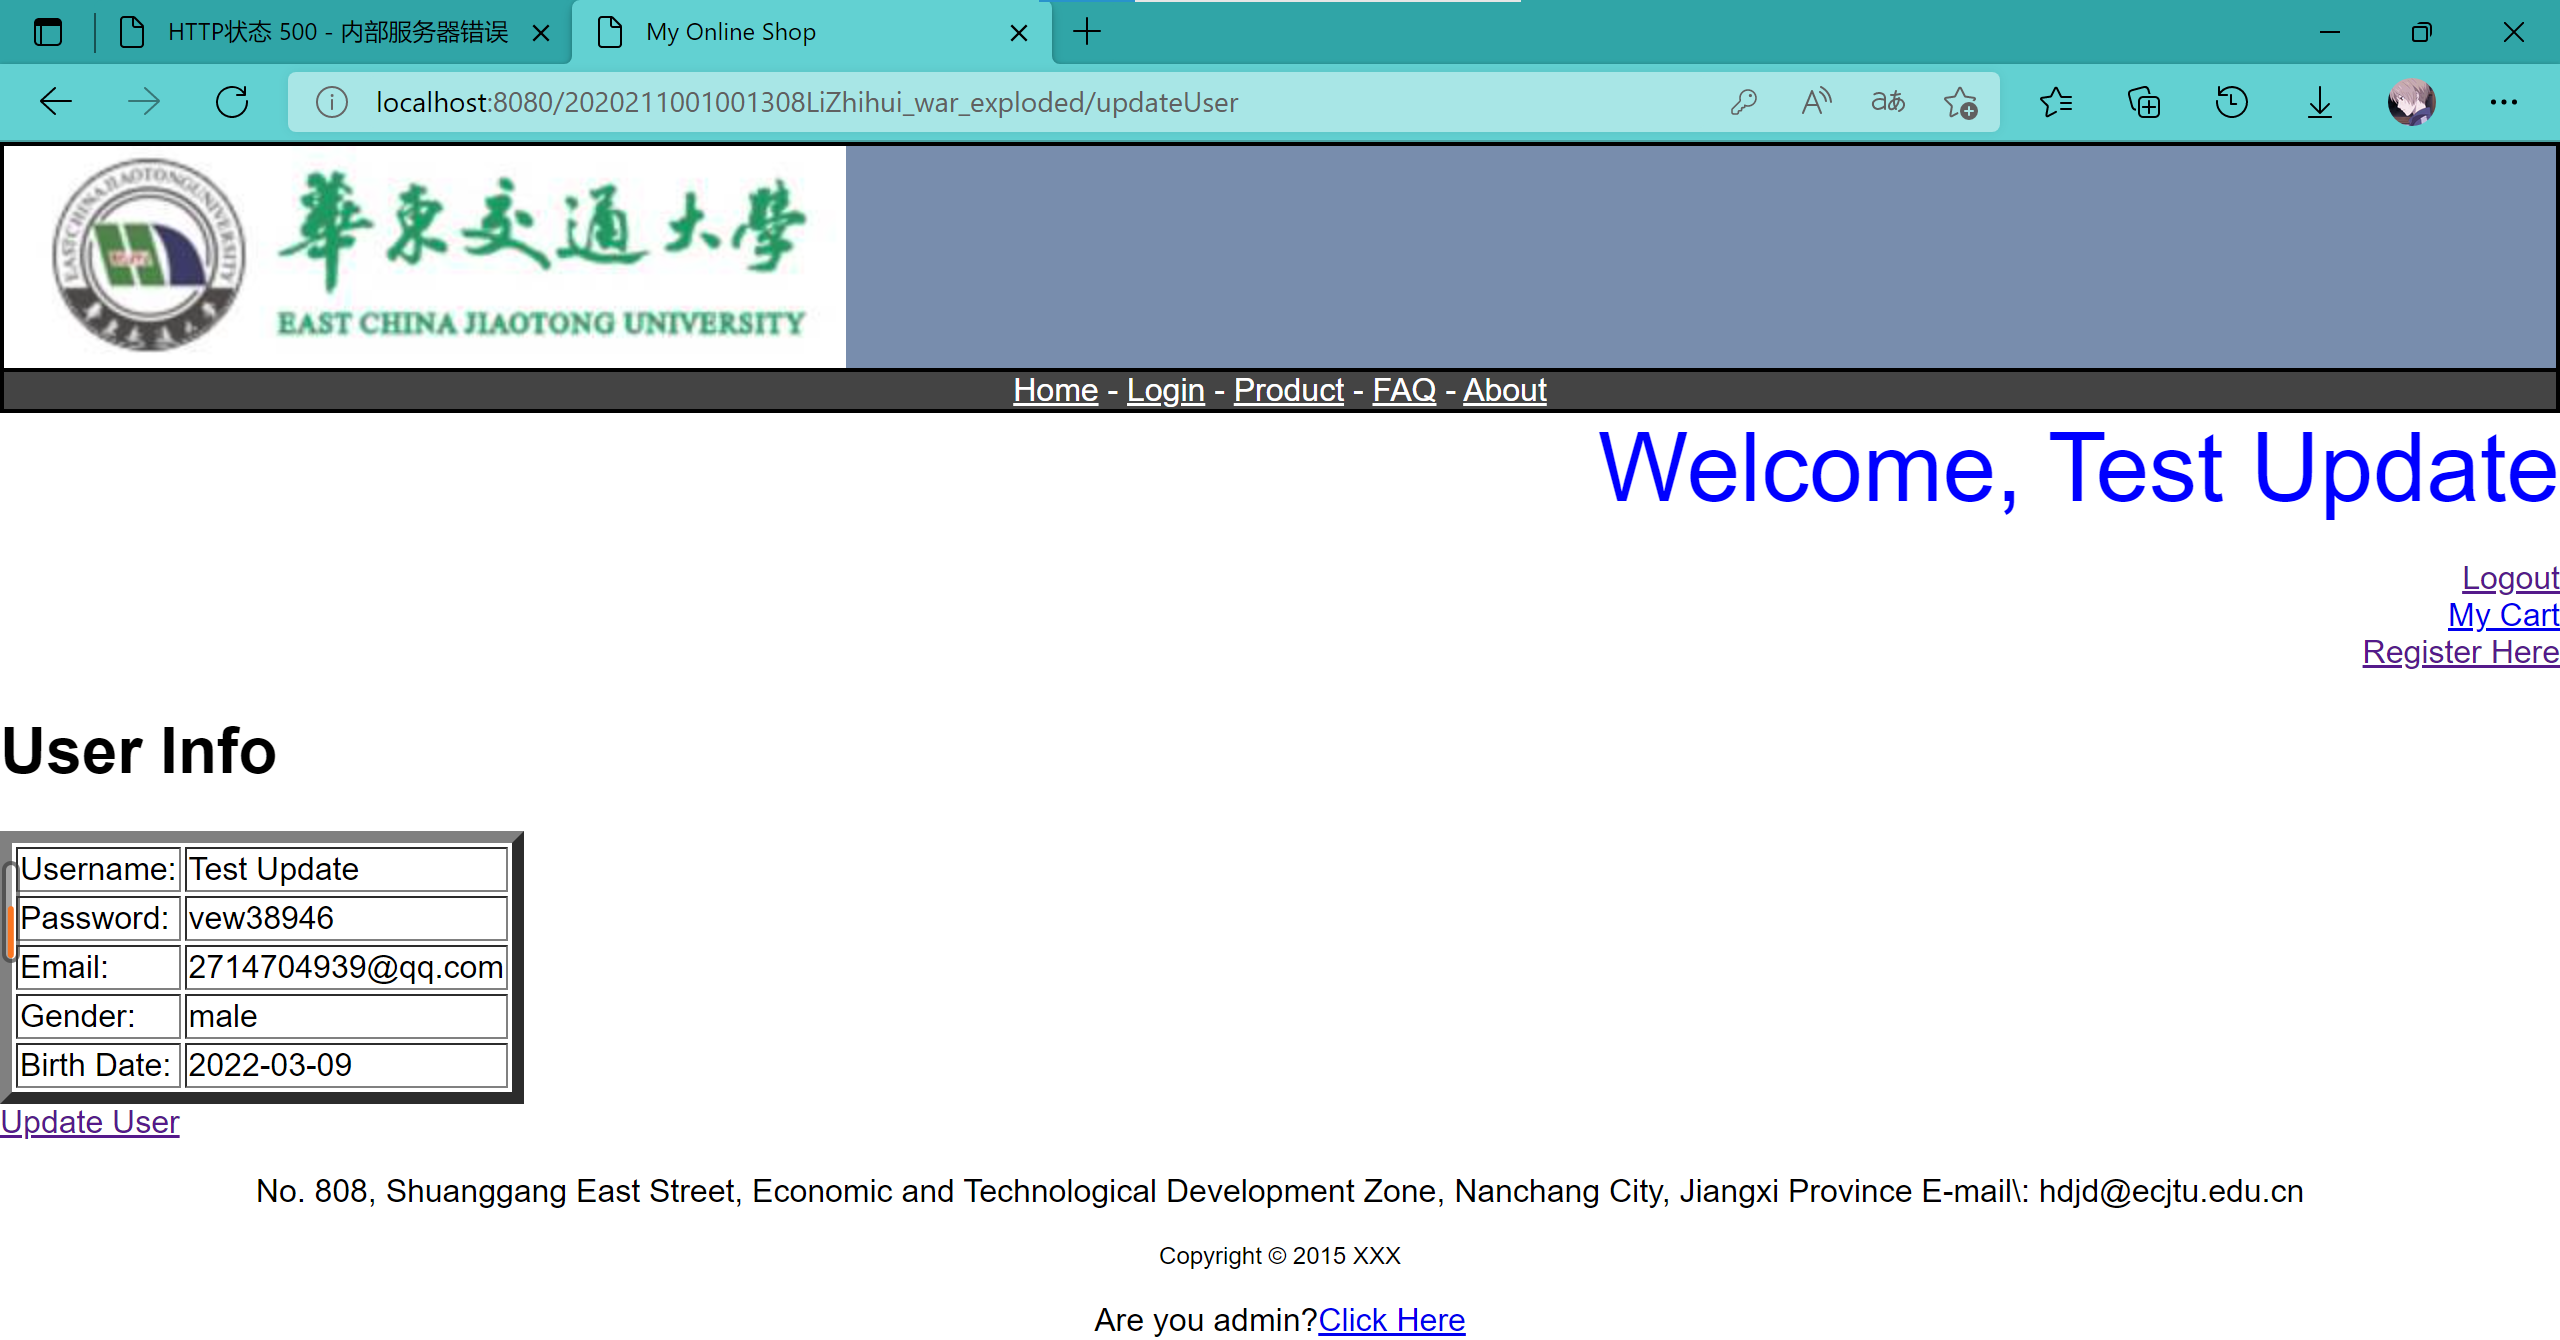 HTTP状态 500 - 内部服务器错误
My Online Shop
localhost:8080/2020211001001308LiZhihui_war_exploded/updateUser
EASTCHINAJIAOTONGUNIVERSITY
華東交通大學
EAST CHINA JIAOTONG UNIVERSITY
Home - Login - Product - FAQ - About
Welcome, Test Update
Logout
My Cart
Register Here
User Info
Username: Test Update
Password: vew38946
Email: 2714704939@qq.com
Gender: male
Birth Date: 2022-03-09
Update User
No. 808, Shuanggang East Street, Economic and Technological Development Zone, Nanchang City, Jiangxi Province E-mail\: hdjd@ecjtu.edu.cn
Copyright © 2015 XXX
Are you admin?Click Here